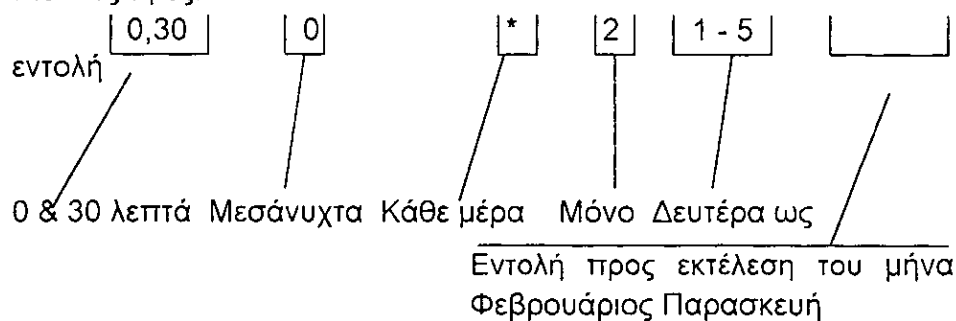 0,30 0 * 2 1 - 5
εντολή
0 & 30 λεπτά Μεσάνυχτα Κάθε μέρα Μόνο Δευτέρα ως
Εντολή προς εκτέλεση του μήνα
Φεβρουάριος Παρασκευή